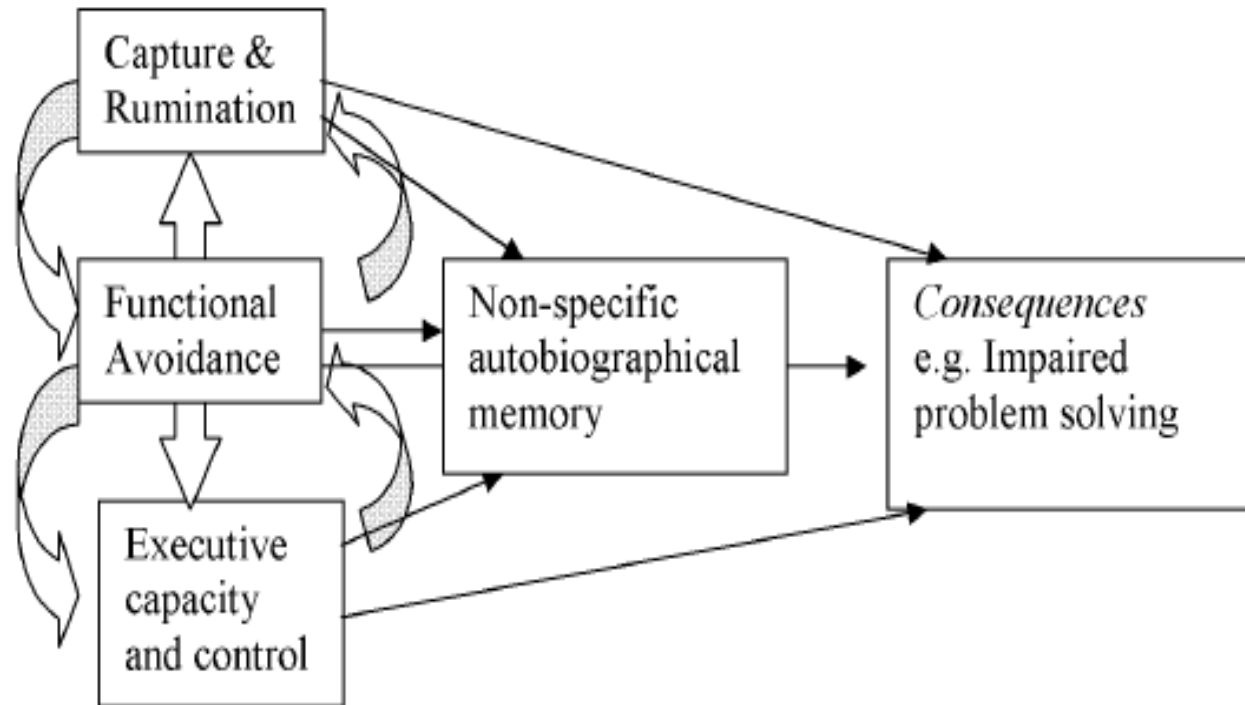 Capture &
Rumination
Functional
Avoidance
Executive
capacity
and control
Non-specific
autobiographical
memory
Consequences
e.g. Impaired
problem solving